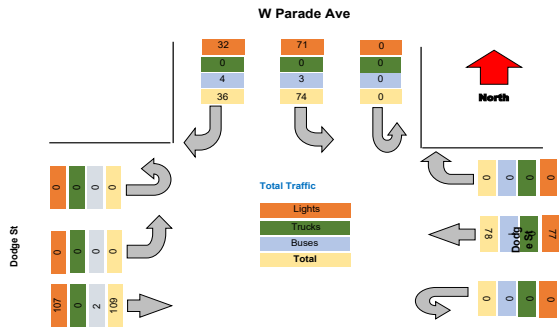 W Parade Ave
32 71 0
0 0 0
4 3 0
36 74 0
North
0 0 0 0
0 0 0 0
Total Traffic
Lights
Trucks
Buses
Total
Dodge St
0 0 0 0
107 0 2 109
78 77
Dodg
e St
0 0 0 0